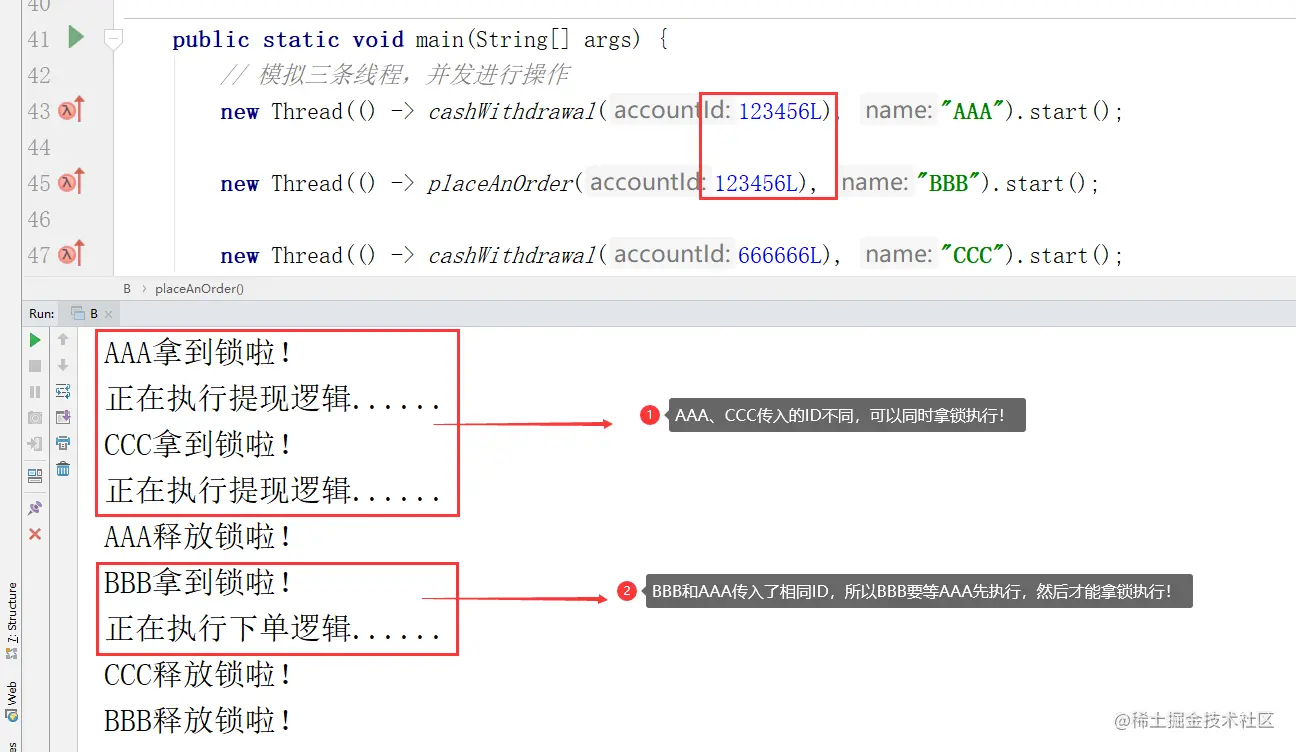 40
41 public static void main(String[] args) {
42 // 模拟三条线程，并发进行操作
43 new Thread(() -> cashWithdrawal( accountId: 123456L), name: "AAA").start();
44
45 new Thread(() -> placeAnOrder( accountId: 123456L), name: "BBB").start();
46
47 new Thread(() -> cashWithdrawal( accountId: 666666L), name: "CCC").start();
B › placeAnOrder()
Run: B ×
AAA拿到锁啦！
正在执行提现逻辑......
1 AAA、CCC传入的ID不同，可以同时拿锁执行！
CCC拿到锁啦！
正在执行提现逻辑......
AAA释放锁啦！
BBB拿到锁啦！
2 BBB和AAA传入了相同ID，所以BBB要等AAA先执行，然后才能拿锁执行！
正在执行下单逻辑......
CCC释放锁啦！
BBB释放锁啦！
7: Structure
Web
@稀土掘金技术社区